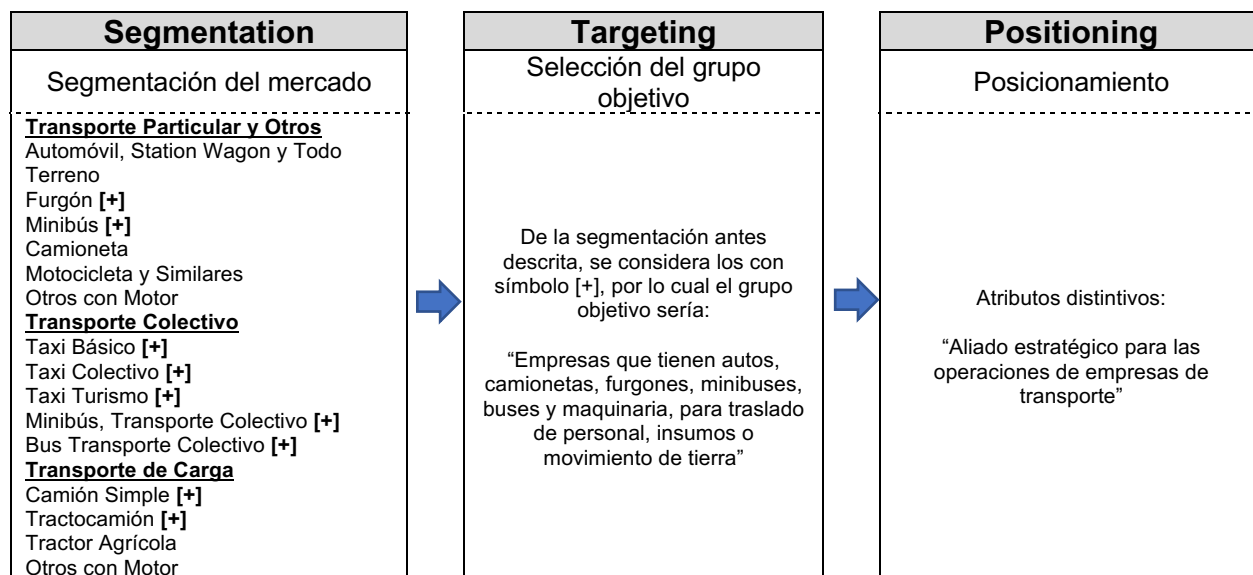 Segmentation
Segmentación del mercado
Transporte Particular y Otros
Automóvil, Station Wagon y Todo
Terreno
Furgón [+]
Minibús [+]
Camioneta
Motocicleta y Similares
Otros con Motor
Transporte Colectivo
Taxi Básico [+]
Taxi Colectivo [+]
Taxi Turismo [+]
Minibús, Transporte Colectivo [+]
Bus Transporte Colectivo [+]
Transporte de Carga
Camión Simple [+]
Tractocamión [+]
Tractor Agrícola
Otros con Motor
Targeting
Selección del grupo
objetivo
De la segmentación antes
descrita, se considera los con
símbolo [+], por lo cual el grupo
objetivo sería:
“Empresas que tienen autos,
camionetas, furgones, minibuses,
buses y maquinaria, para traslado
de personal, insumos o
movimiento de tierra”
Positioning
Posicionamiento
Atributos distintivos:
“Aliado estratégico para las
operaciones de empresas de
transporte”